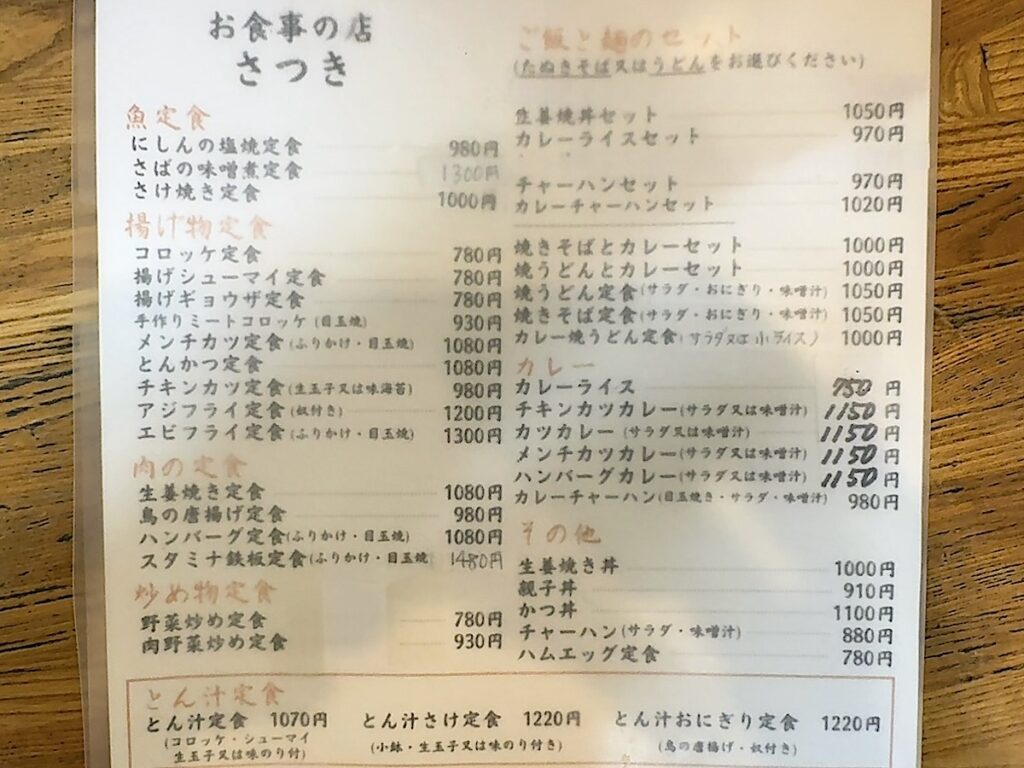 お食事の店
さつき
魚定食
にしんの塩焼定食 980円
さばの味噌煮定食 1300円
さけ焼き定食 1000円
揚げ物定食
コロッケ定食 780円
揚げシューマイ定食 780円
揚げギョウザ定食 780円
手作りミートコロッケ(目玉焼) 930円
メンチカツ定食(ふりかけ・目玉焼) 1080円
とんかつ定食 1080円
チキンカツ定食(生玉子又は味海苔) 980円
アジフライ定食(奴付き) 1200円
エビフライ定食(ふりかけ・目玉焼) 1300円
肉の定食
生姜焼き定食 1080円
鳥の唐揚げ定食 980円
ハンバーグ定食(ふりかけ・目玉焼) 1080円
スタミナ鉄板定食(ふりかけ・目玉焼) 1480円
炒め物定食
野菜炒め定食 780円
肉野菜炒め定食 930円
ご飯と麺のセット
(たぬきそば又はうどんをお選びください)
生姜焼丼セット 1050円
カレーライスセット 970円
チャーハンセット 970円
カレーチャーハンセット 1020円
焼きそばとカレーセット 1000円
焼うどんとカレーセット 1000円
焼うどん定食(サラダ・おにぎり・味噌汁) 1050円
焼きそば定食(サラダ・おにぎり・味噌汁) 1050円
カレー焼うどん定食(サラダ又は小ライス) 1000円
カレー
カレーライス 750円
チキンカツカレー(サラダ又は味噌汁) 1150円
カツカレー(サラダ又は味噌汁) 1150円
メンチカツカレー(サラダ又は味噌汁) 1150円
ハンバーグカレー(サラダ又は味噌汁) 1150円
カレーチャーハン(目玉焼き・サラダ・味噌汁) 980円
その他
生姜焼き丼 1000円
親子丼 910円
かつ丼 1100円
チャーハン(サラダ・味噌汁) 880円
ハムエッグ定食 780円
とん汁定食
とん汁定食 1070円
(コロッケ・シューマイ
生玉子又は味のり付)
とん汁さけ定食 1220円
(小鉢・生玉子又は味のり付き)
とん汁おにぎり定食 1220円
(鳥の唐揚げ・奴付き)